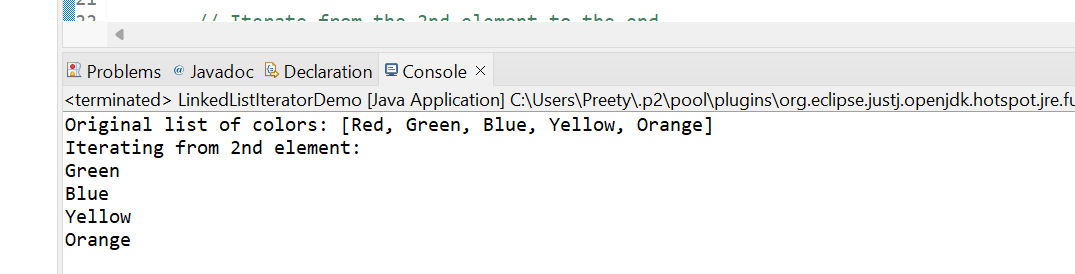 22 // Iterate from the 2nd element to the end
Problems Javadoc Declaration Console
<terminated> LinkedListIteratorDemo [Java Application] C:\Users\Preety\.p2\pool\plugins\org.eclipse.justj.openjdk.hotspot.jre.fu
Original list of colors: [Red, Green, Blue, Yellow, Orange]
Iterating from 2nd element:
Green
Blue
Yellow
Orange